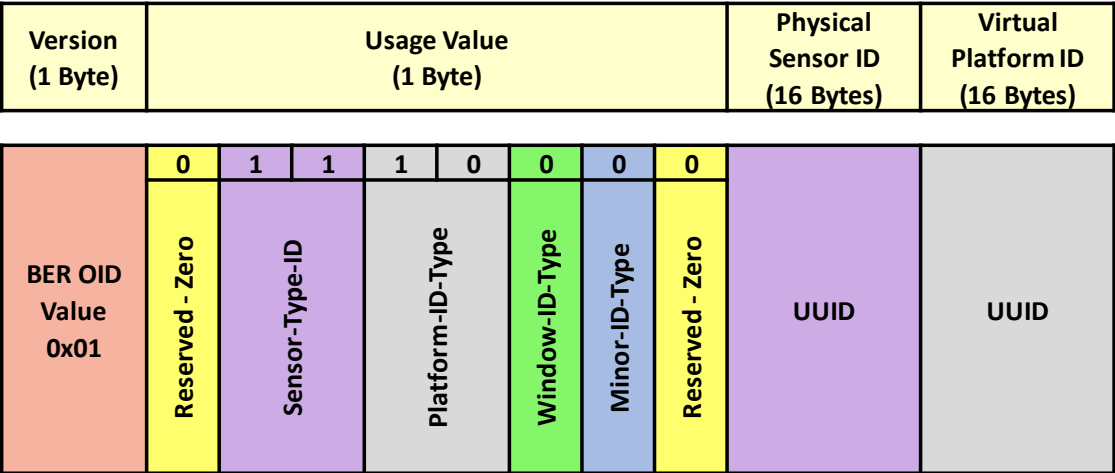 Version
(1 Byte)
Usage Value
(1 Byte)
Physical
Sensor ID
(16 Bytes)
Virtual
Platform ID
(16 Bytes)
BER OID
Value
0x01
0
1
1
1
0
0
0
0
Reserved - Zero
Sensor-Type-ID
Platform-ID-Type
Window-ID-Type
Minor-ID-Type
Reserved - Zero
UUID
UUID